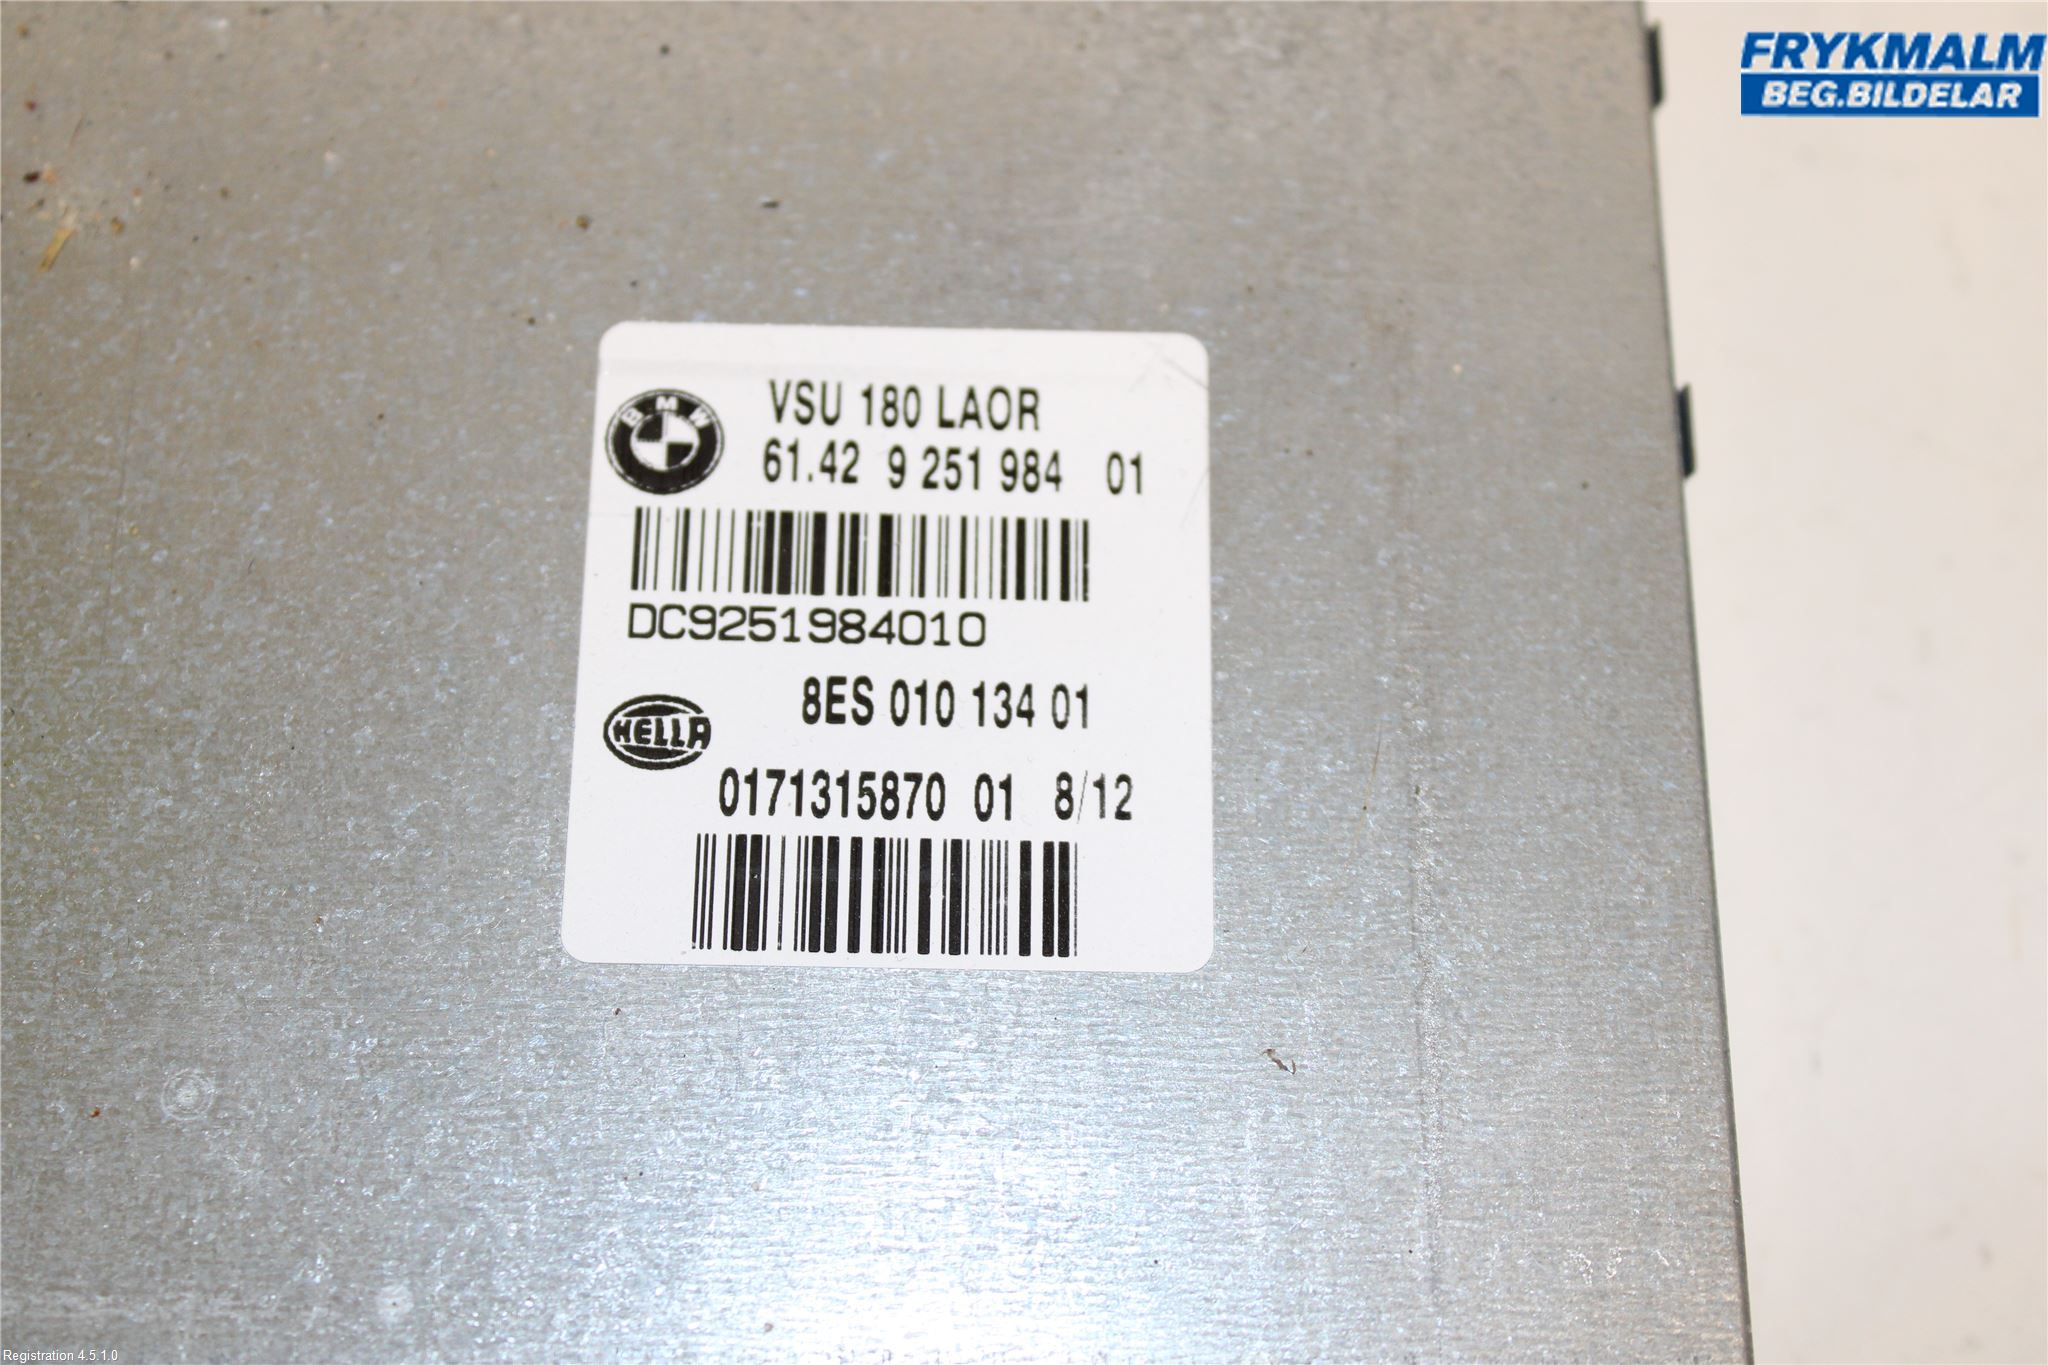 FRYKMALM
BEG.BILDELAR
BMW
VSU 180 LAOR
61.42 9 251 984 01
DC9251984010
8ES 010 134 01
HELLA
0171315870 01 8/12
Registration 4.5.1.0